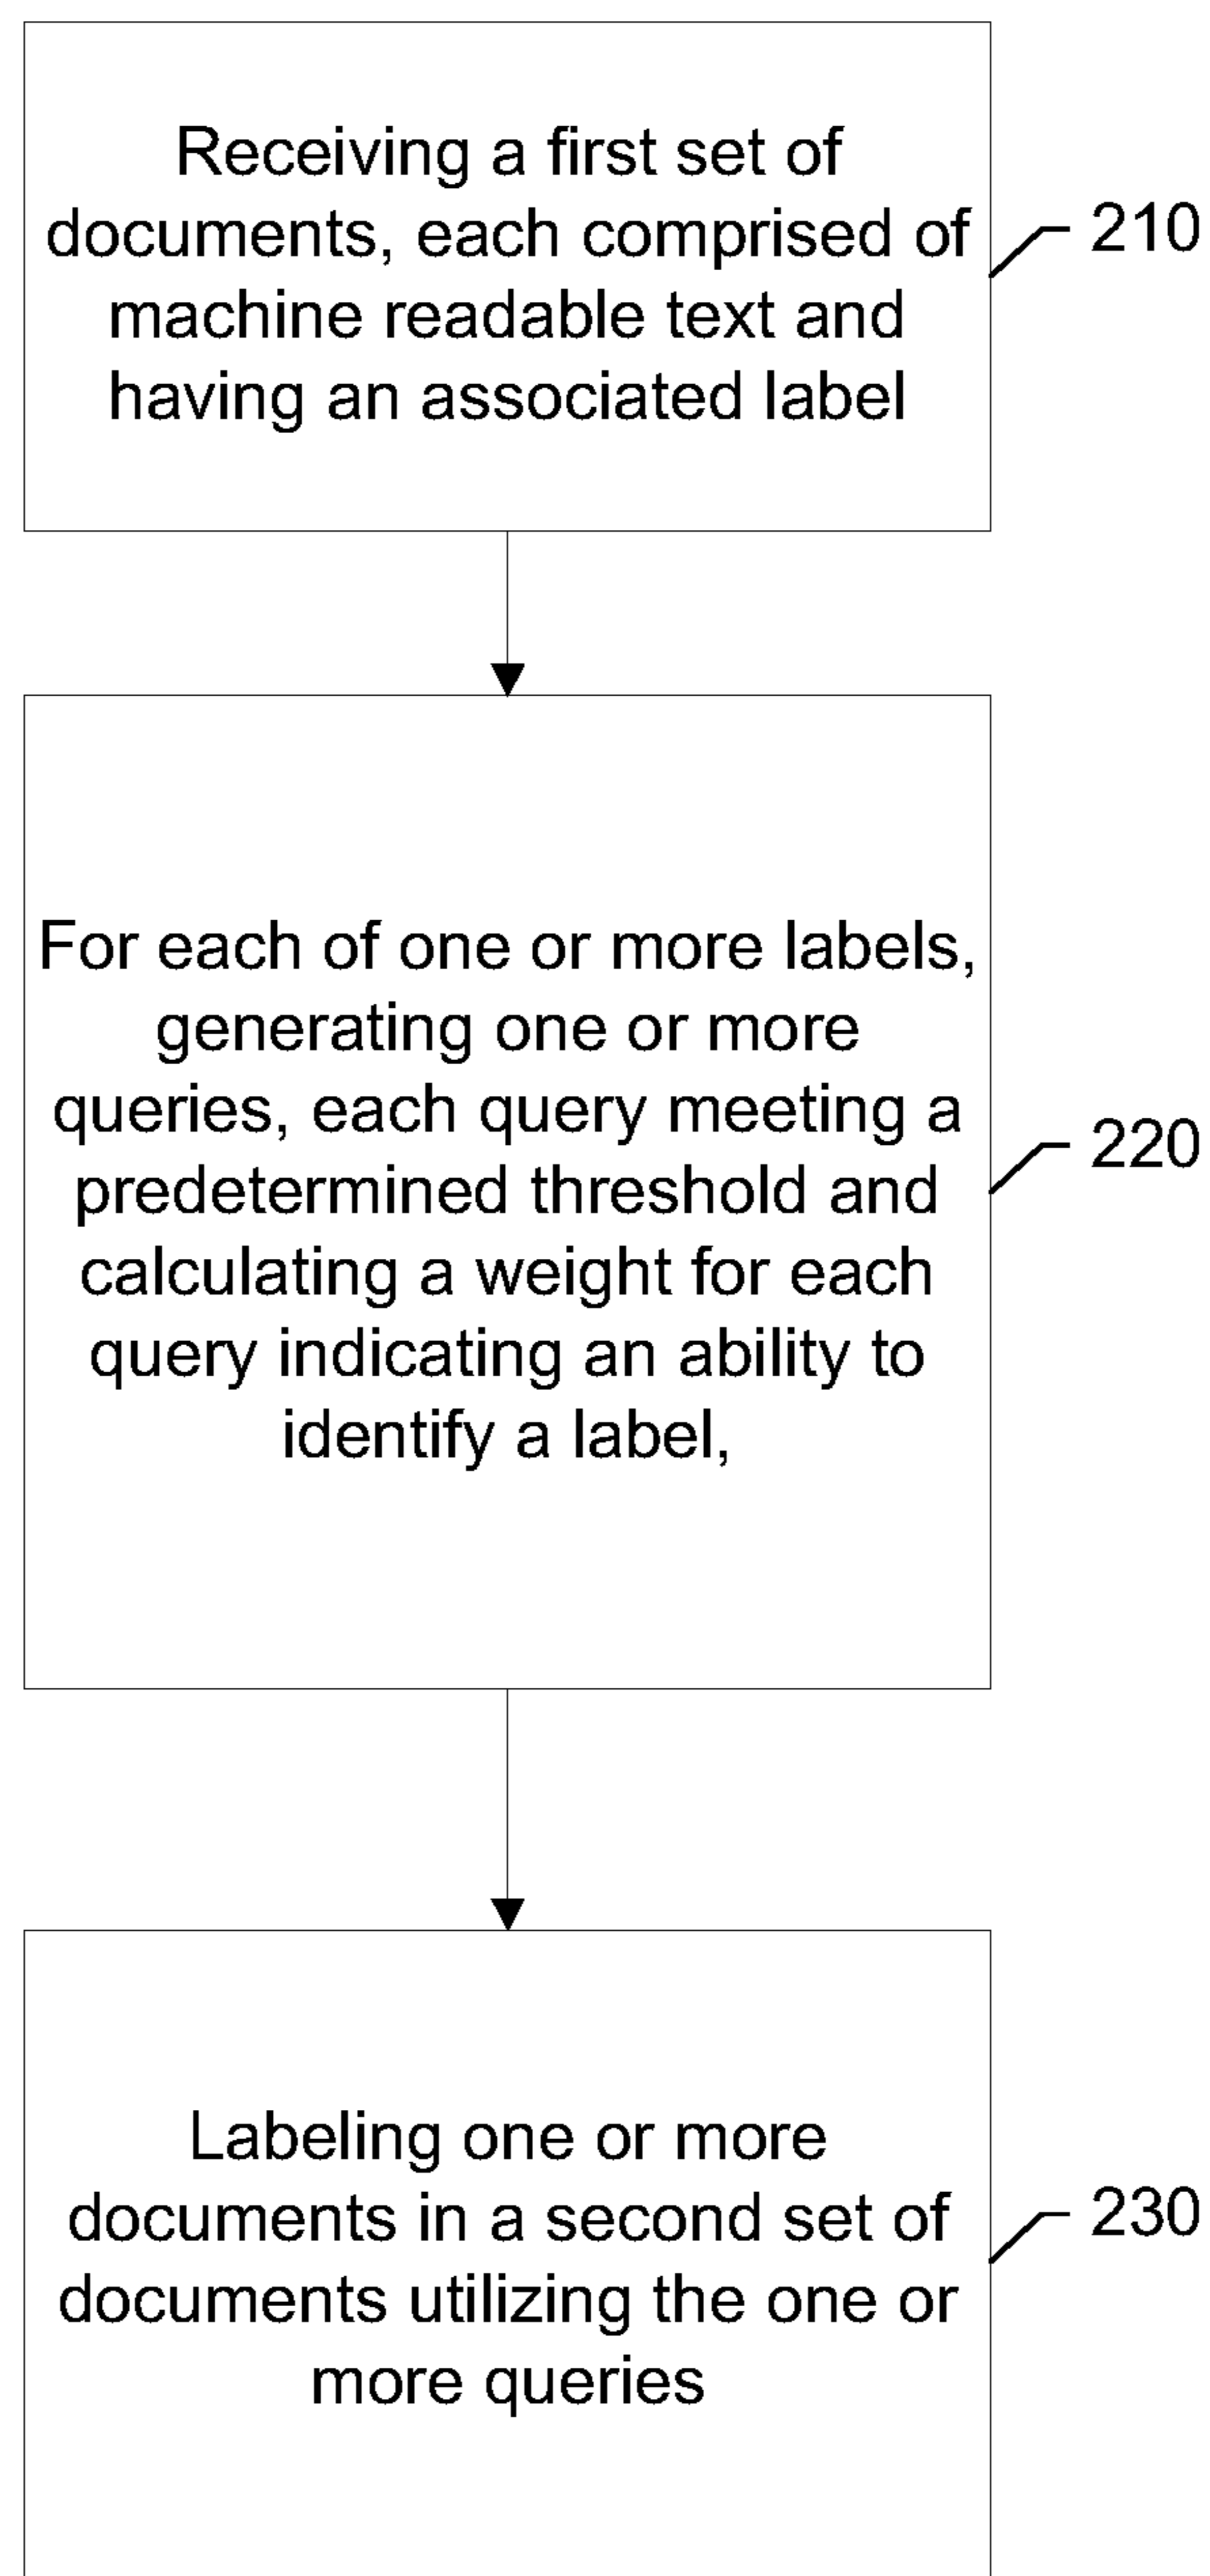 Receiving a first set of
documents, each comprised of
machine readable text and
having an associated label
210
For each of one or more labels,
generating one or more
queries, each query meeting a
predetermined threshold and
calculating a weight for each
query indicating an ability to
identify a label,
220
Labeling one or more
documents in a second set of
documents utilizing the one or
more queries
230